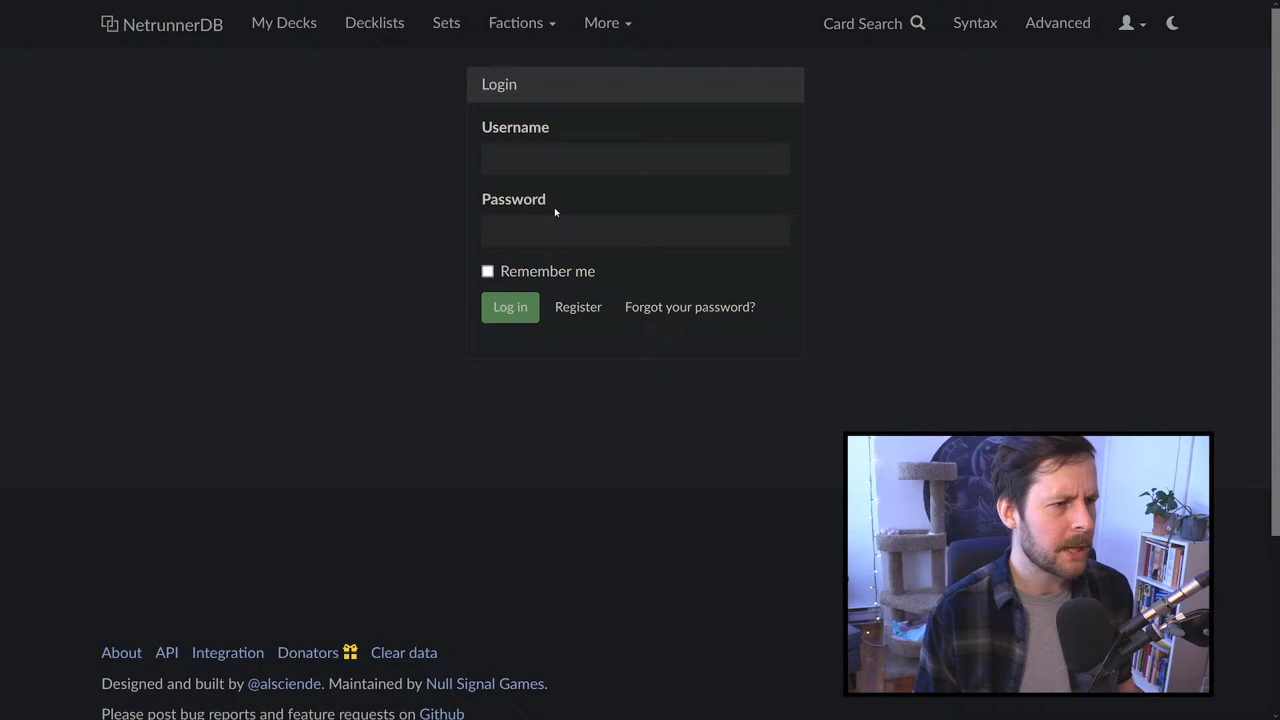 NetrunnerDB My Decks Decklists Sets Factions More Card Search Syntax Advanced
Login
Username
Password
Remember me
Log in Register Forgot your password?
About API Integration Donators Clear data
Designed and built by @alsciende. Maintained by Null Signal Games.
Please post bug reports and feature requests on Github